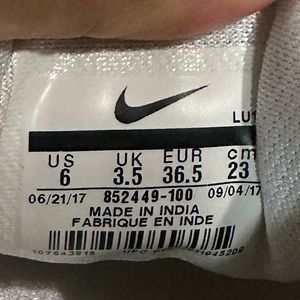 LU1
US UK EUR cm
6 3.5 36.5 23
06/21/17 852449-100 09/04/17
MADE IN INDIA
FABRIQUE EN INDE